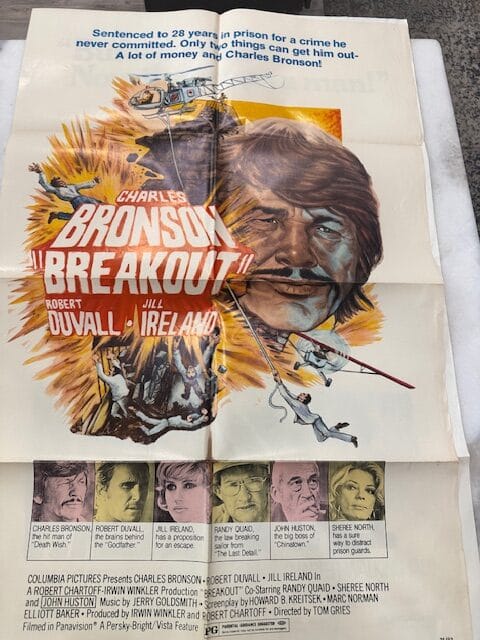 Sentenced to 28 years in prison for a crime he
never committed. Only two things can get him out-
A lot of money and Charles Bronson!
CHARLES
BRONSON
BREAKOUT
ROBERT JILL
DUVALL • IRELAND
CHARLES BRONSON, ROBERT DUVALL, JILL IRELAND, RANDY QUAID, JOHN HUSTON, SHEREE NORTH,
the hit man of the brains behind has a proposition the law breaking the big boss of has a sure
"Death Wish." the "Godfather." for an escape. sailor from "Chinatown." way to distract
"The Last Detail." prison guards.
COLUMBIA PICTURES Presents CHARLES BRONSON • ROBERT DUVALL • JILL IRELAND In
A ROBERT CHARTOFF-IRWIN WINKLER Production "BREAKOUT" Co-Starring RANDY QUAID • SHEREE NORTH
and JOHN HUSTON Music by JERRY GOLDSMITH • Screenplay by HOWARD B. KREITSEK • MARC NORMAN
ELLIOTT BAKER • Produced by IRWIN WINKLER and ROBERT CHARTOFF • Directed by TOM GRIES
Filmed in Panavision® A Persky-Bright/Vista Feature
PG PARENTAL GUIDANCE SUGGESTED